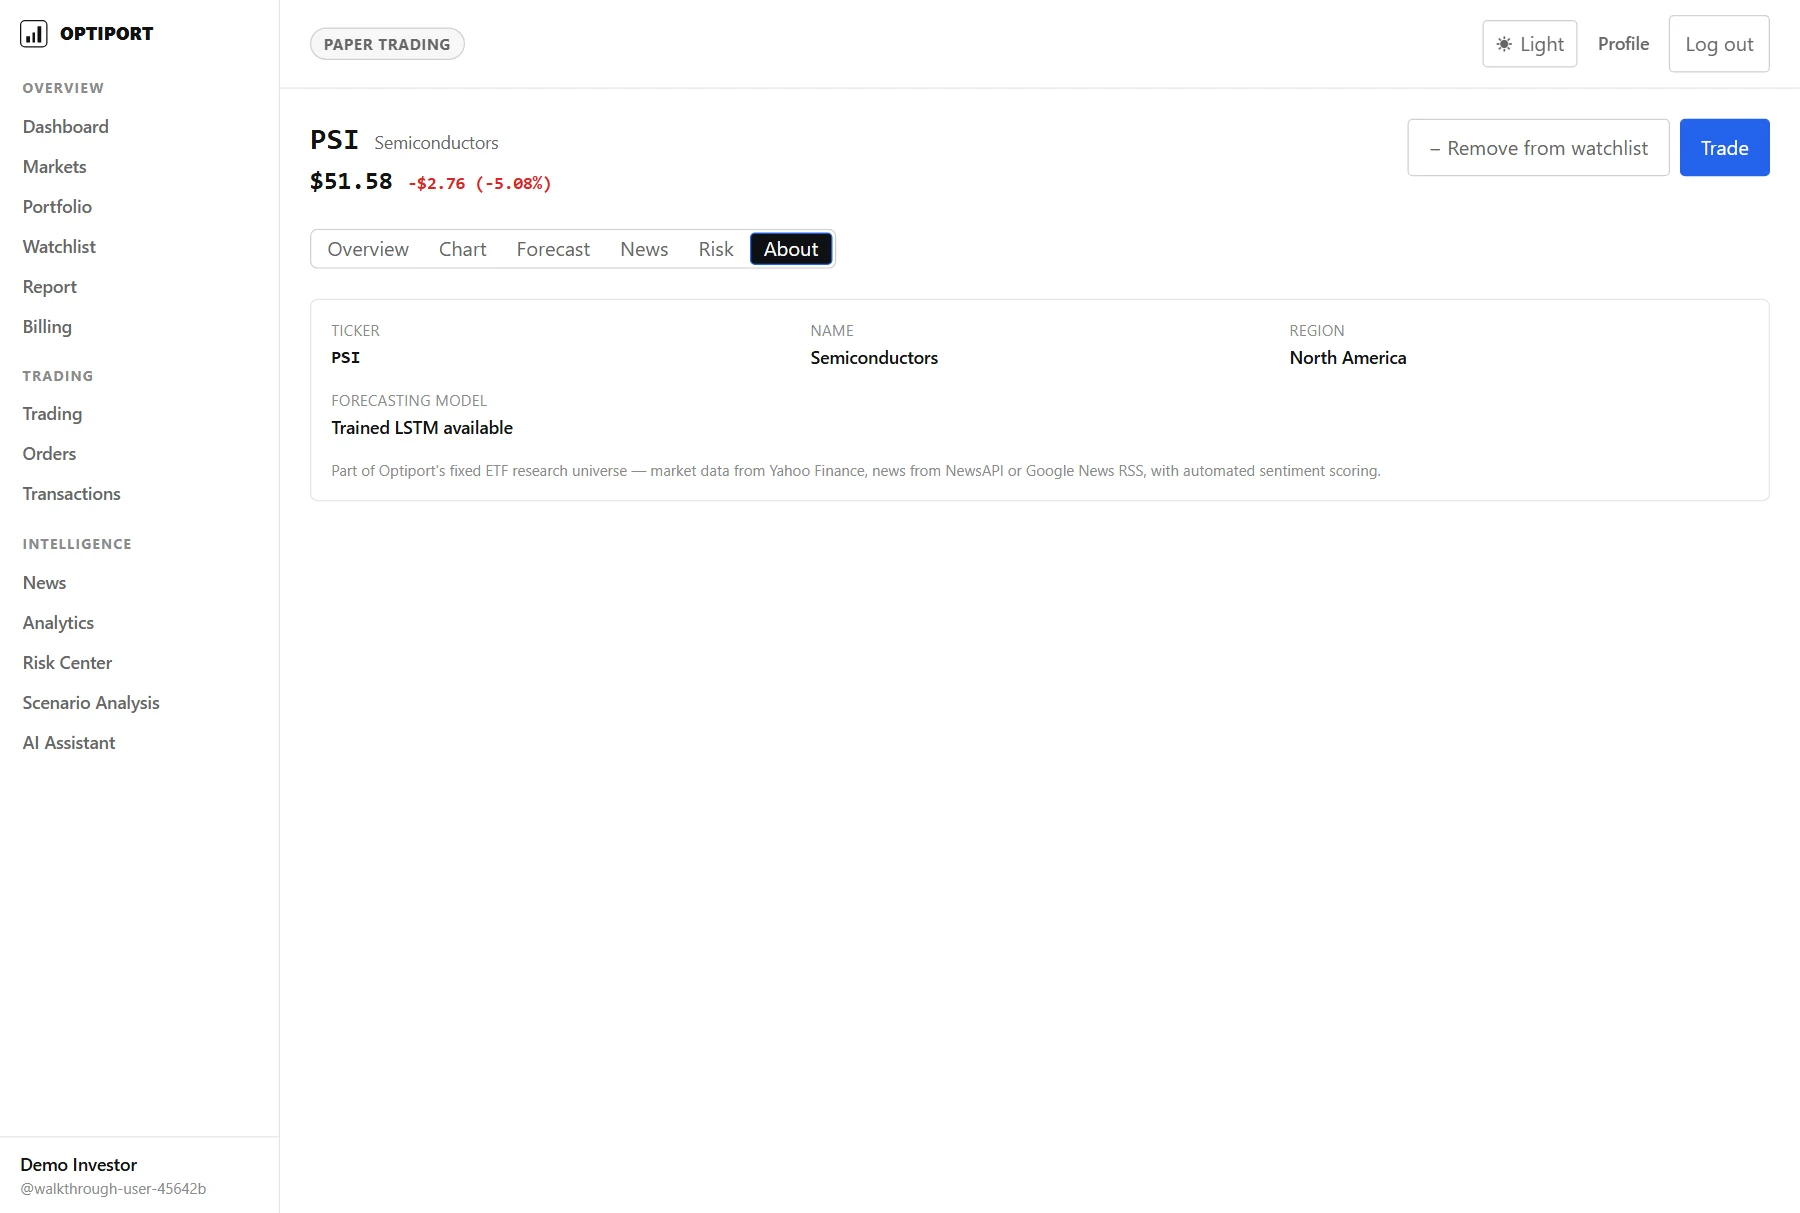 OPTIPORT
OVERVIEW
Dashboard
Markets
Portfolio
Watchlist
Report
Billing
TRADING
Trading
Orders
Transactions
INTELLIGENCE
News
Analytics
Risk Center
Scenario Analysis
AI Assistant
Demo Investor
@walkthrough-user-45642b
PAPER TRADING
Light
Profile
Log out
PSI Semiconductors
$51.58 -$2.76 (-5.08%)
– Remove from watchlist
Trade
Overview Chart Forecast News Risk About
TICKER
PSI
NAME
Semiconductors
REGION
North America
FORECASTING MODEL
Trained LSTM available
Part of Optiport's fixed ETF research universe — market data from Yahoo Finance, news from NewsAPI or Google News RSS, with automated sentiment scoring.